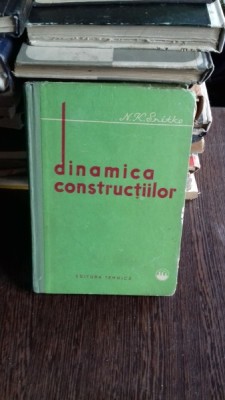 N. K. Snitko
dinamica
construcțiilor
EDITURA TEHNICĂ